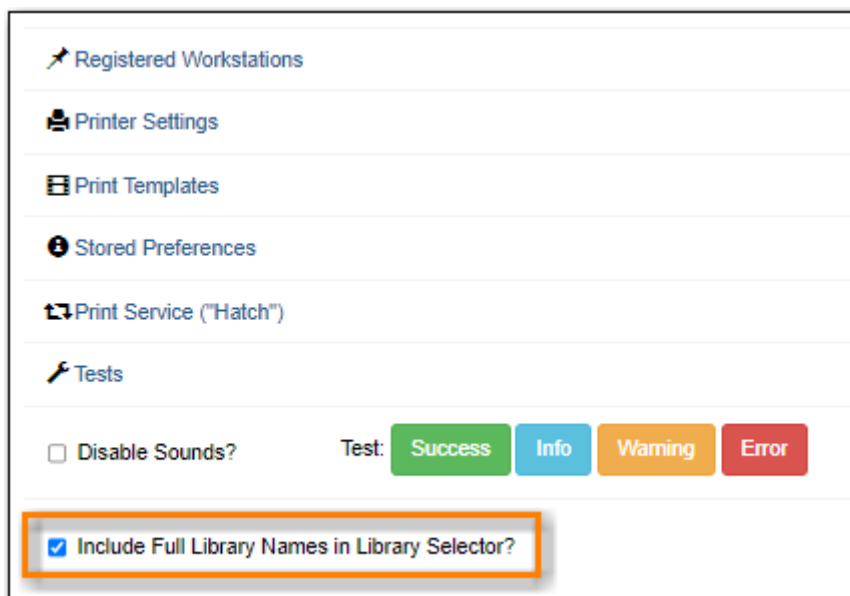 Registered Workstations
Printer Settings
Print Templates
Stored Preferences
Print Service ("Hatch")
Tests
Disable Sounds? Test: Success Info Warning Error
Include Full Library Names in Library Selector?